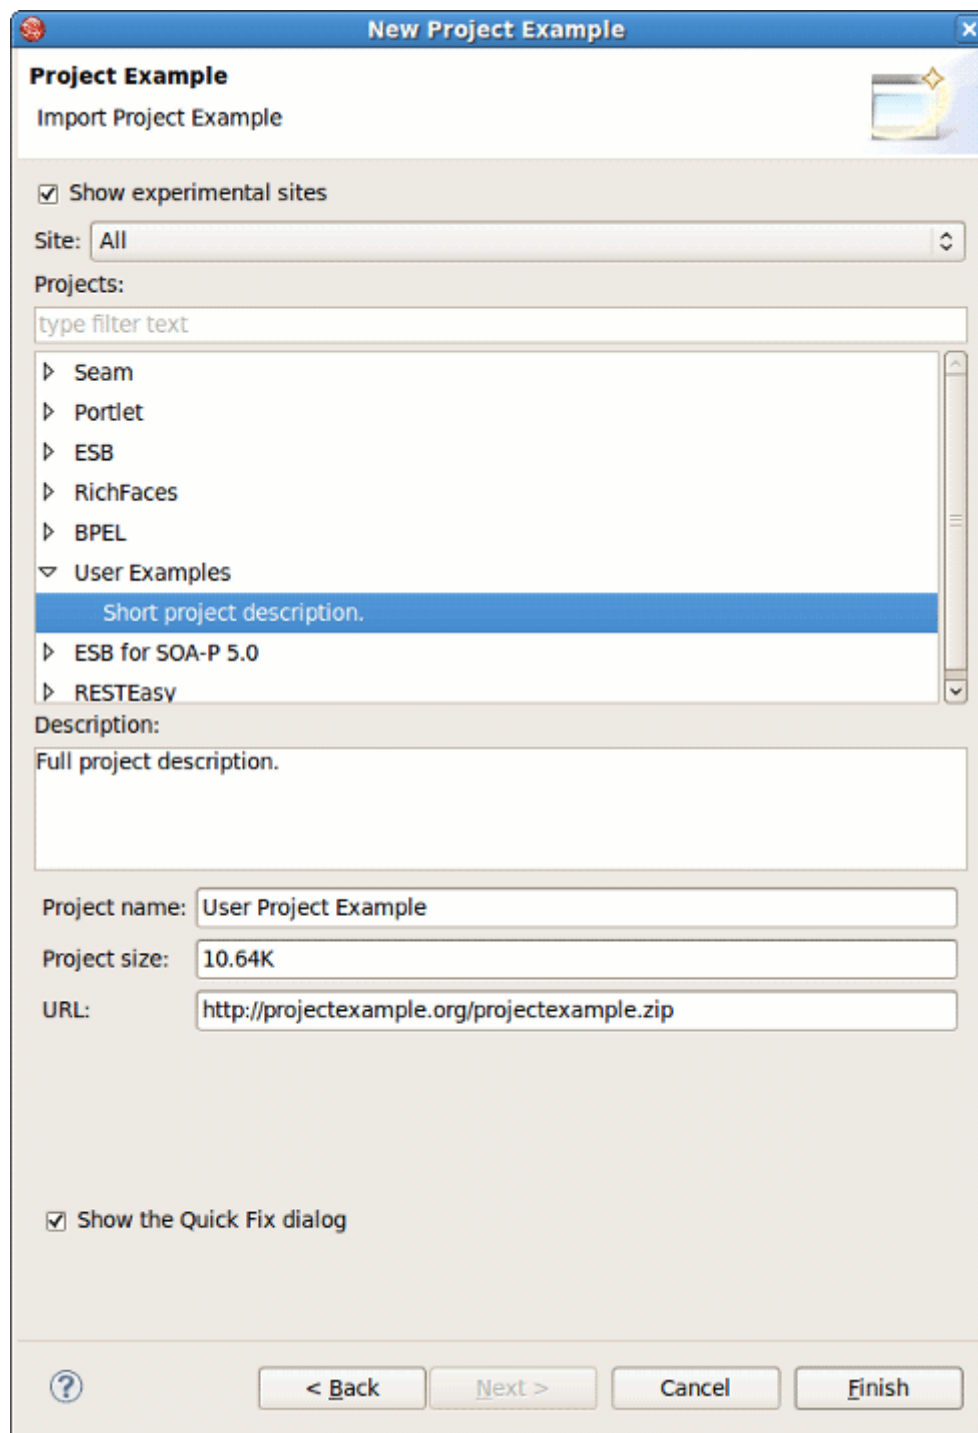 New Project Example
Project Example
Import Project Example
Show experimental sites
Site: All
Projects:
type filter text
Seam
Portlet
ESB
RichFaces
BPEL
User Examples
Short project description.
ESB for SOA-P 5.0
RESTEasy
Description:
Full project description.
Project name: User Project Example
Project size: 10.64K
URL: http://projectexample.org/projectexample.zip
Show the Quick Fix dialog
? < Back Next > Cancel Finish